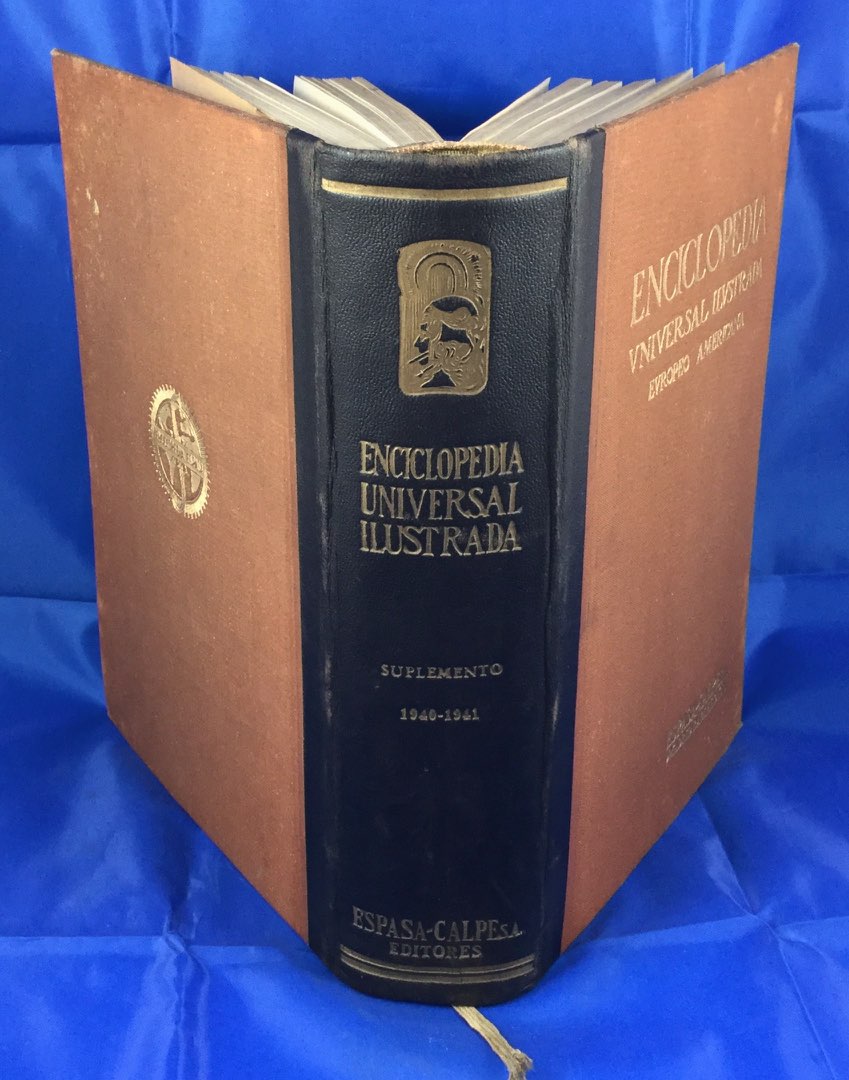 ENCICLOPEDIA
UNIVERSAL
ILUSTRADA
SUPLEMENTO
1940-1941
ESPASA-CALPE S.A.
EDITORES
ENCICLOPEDIA
VNIVERSAL ILVSTRADA
EVROPEO AMERICANA